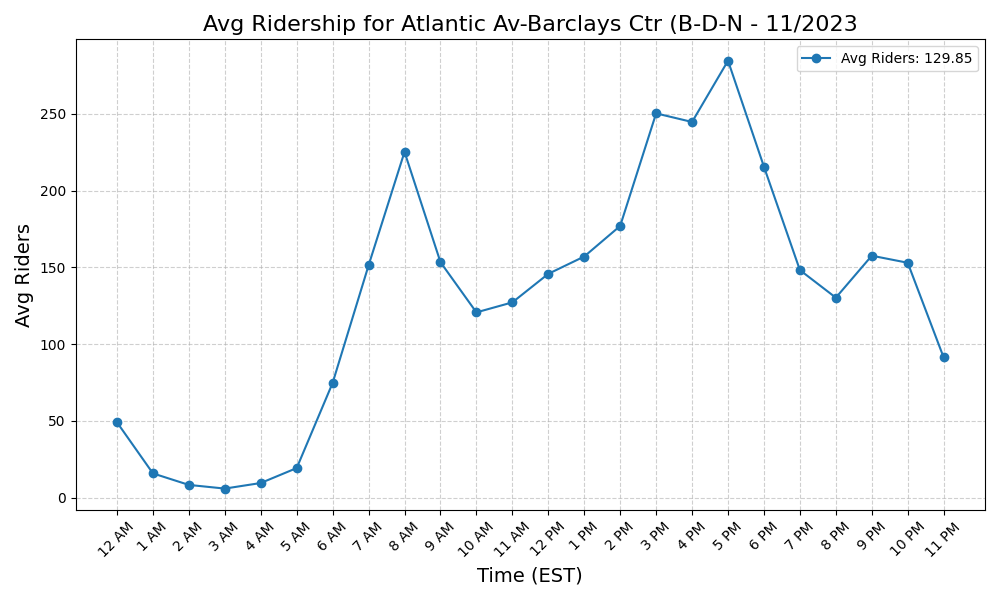 Avg Ridership for Atlantic Av-Barclays Ctr (B-D-N - 11/2023
Avg Riders: 129.85
Avg Riders
250
200
150
100
50
0
12 AM
1 AM
2 AM
3 AM
4 AM
5 AM
6 AM
7 AM
8 AM
9 AM
10 AM
11 AM
12 PM
1 PM
2 PM
3 PM
4 PM
5 PM
6 PM
7 PM
8 PM
9 PM
10 PM
11 PM
Time (EST)